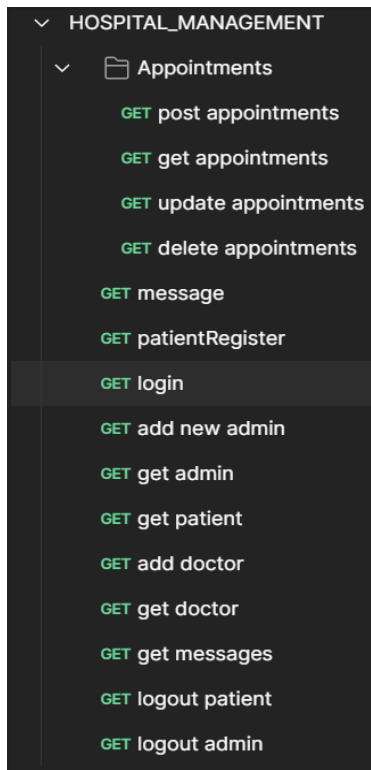 HOSPITAL_MANAGEMENT
Appointments
GET post appointments
GET get appointments
GET update appointments
GET delete appointments
GET message
GET patientRegister
GET login
GET add new admin
GET get admin
GET get patient
GET add doctor
GET get doctor
GET get messages
GET logout patient
GET logout admin